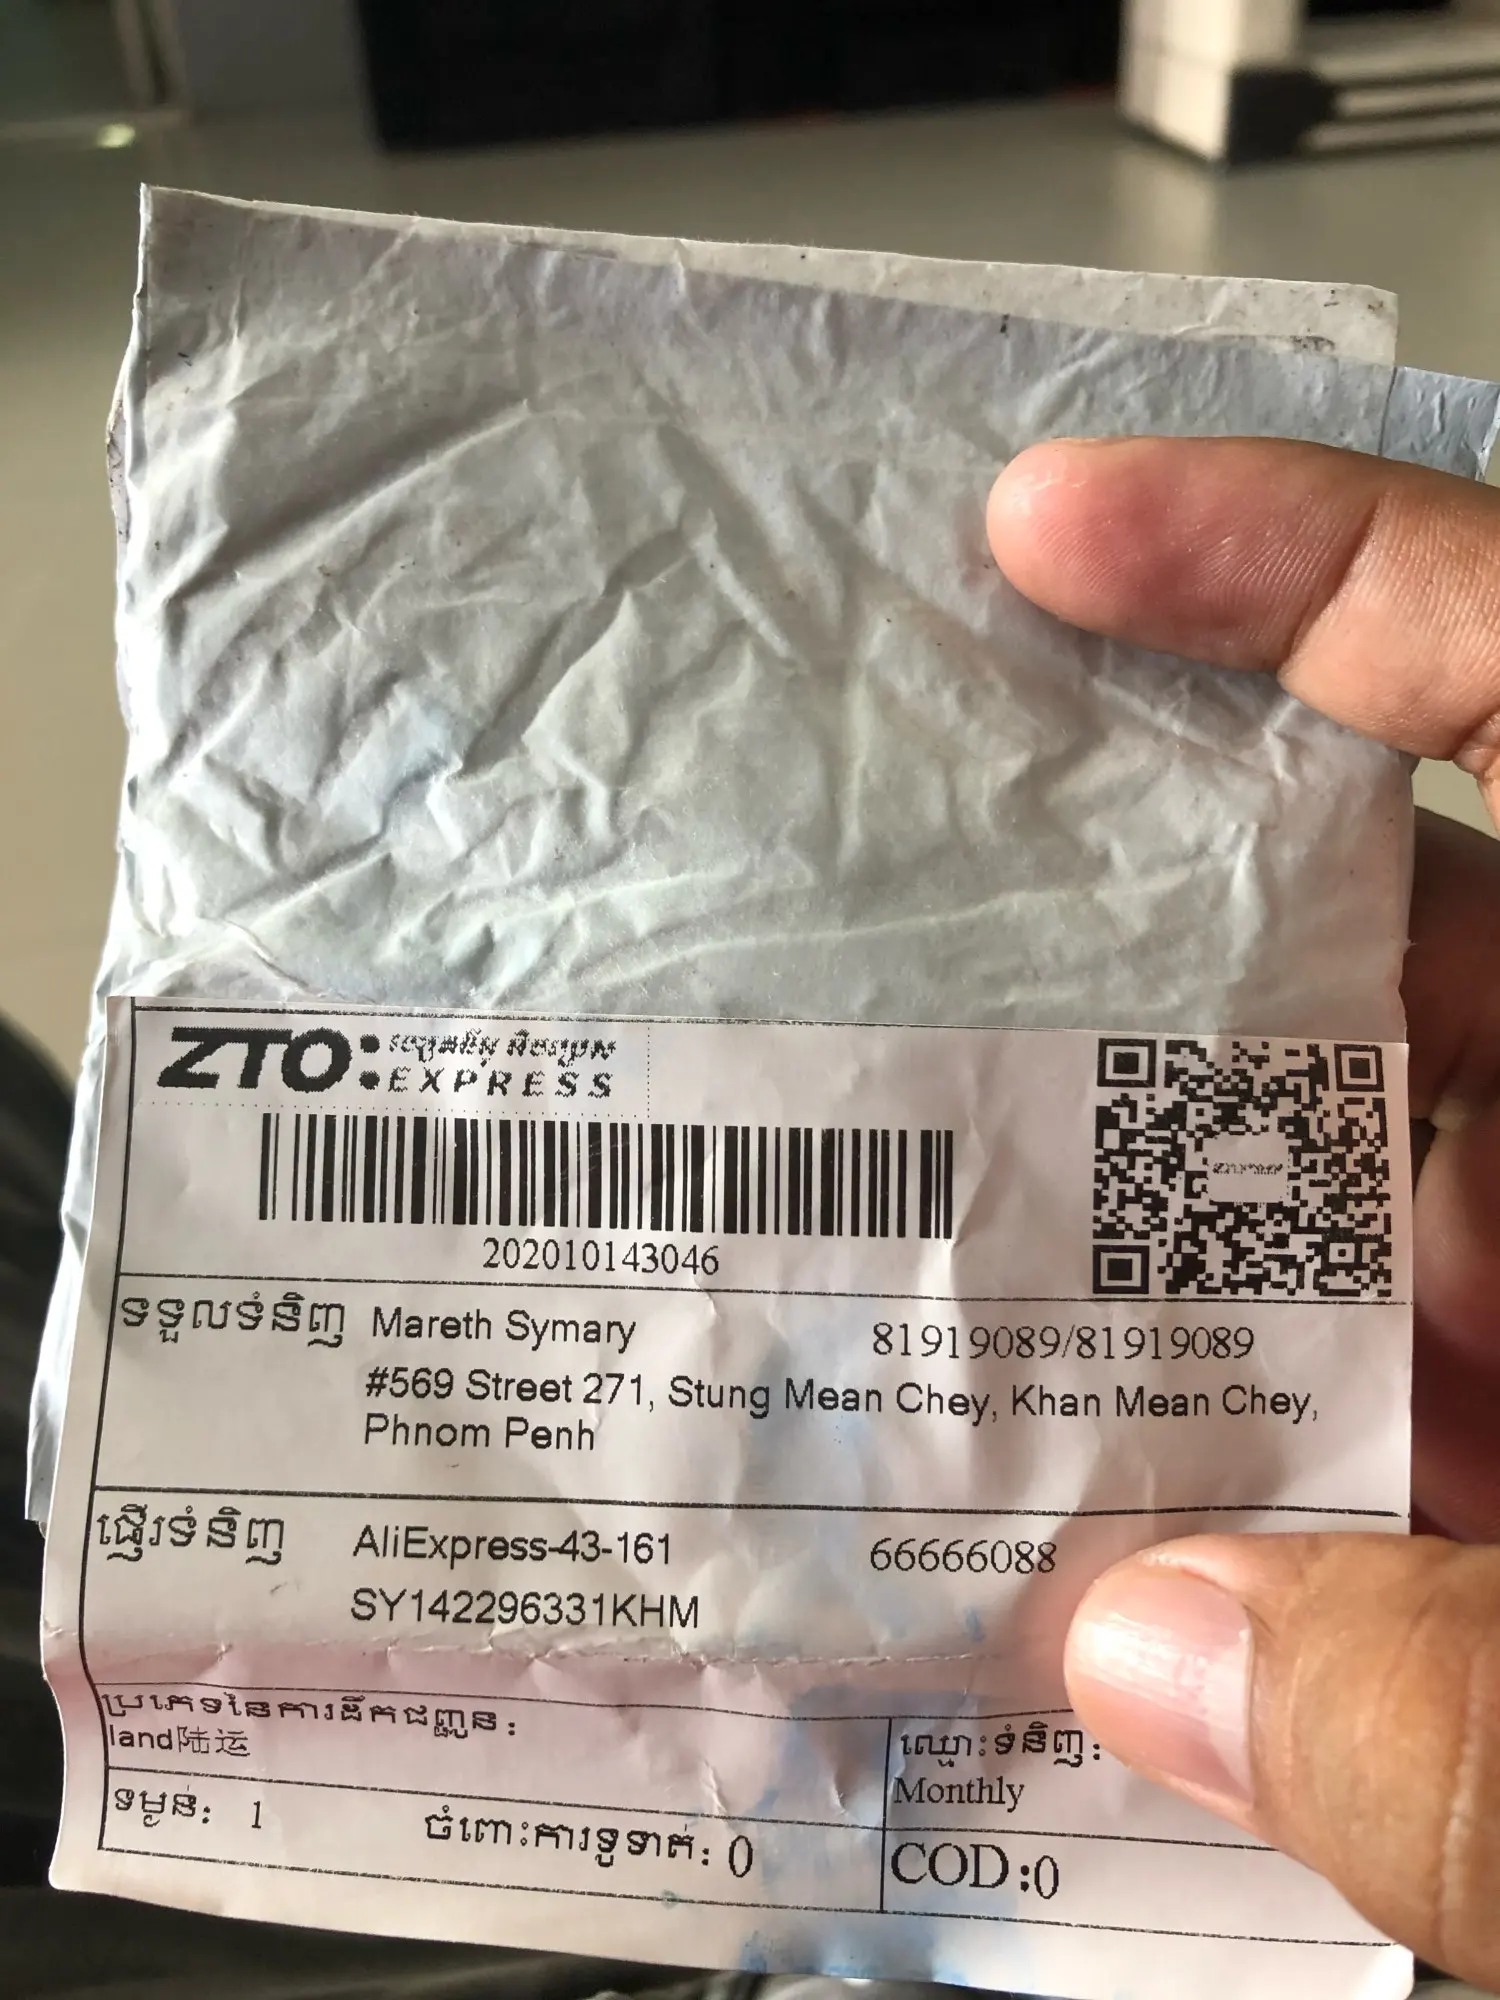 ZTO: EXPRESS
202010143046
ទទួលទំនិញ Mareth Symary 81919089/81919089
#569 Street 271, Stung Mean Chey, Khan Mean Chey,
Phnom Penh
ផ្ញើរទំនិញ AliExpress-43-161 66666088
SY142296331KHM
ប្រភេទនៃការដឹកជញ្ជូន:
land陆运
ឈ្មោះទំនិញ:
Monthly
ទម្ងន់: 1 ចំពោះការទូទាត់: 0
COD:0